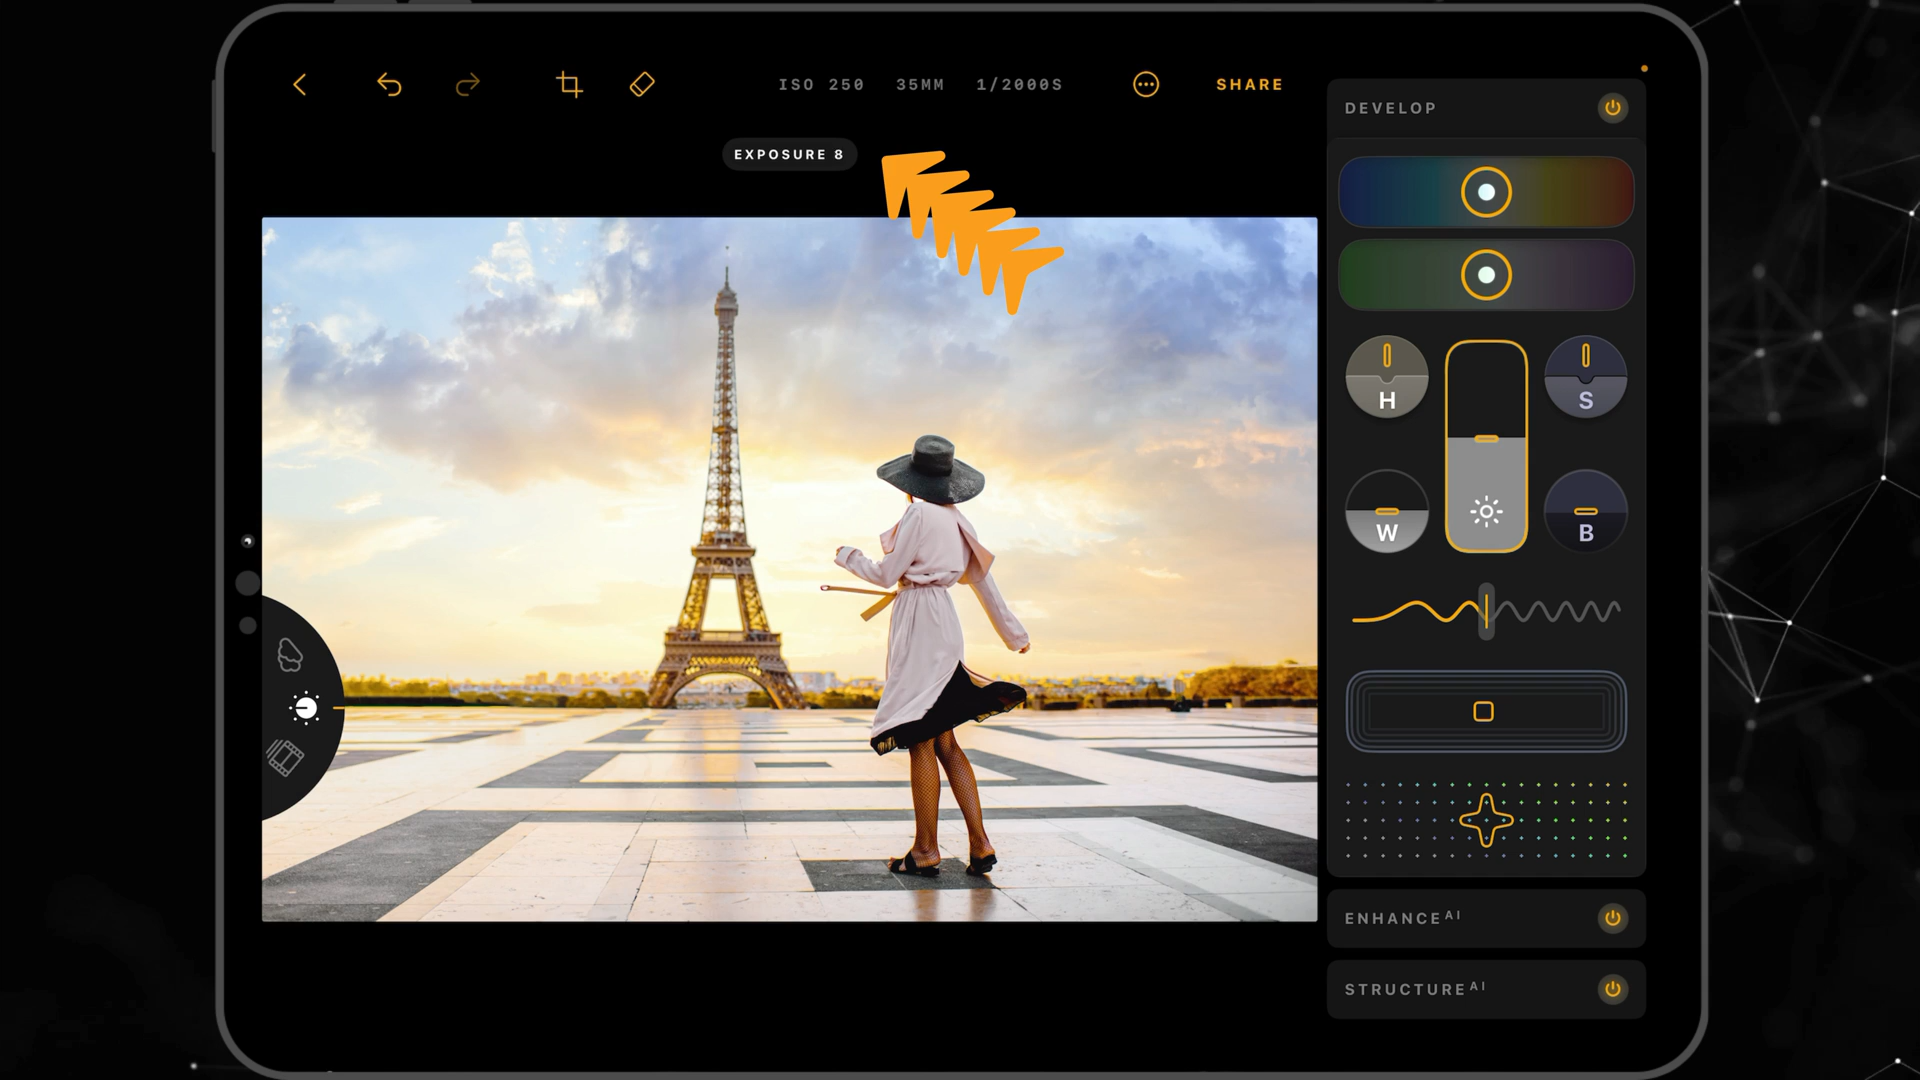 ISO 250 35MM 1/2000S SHARE
EXPOSURE 8
DEVELOP
H S
W B
ENHANCE AI
STRUCTURE AI